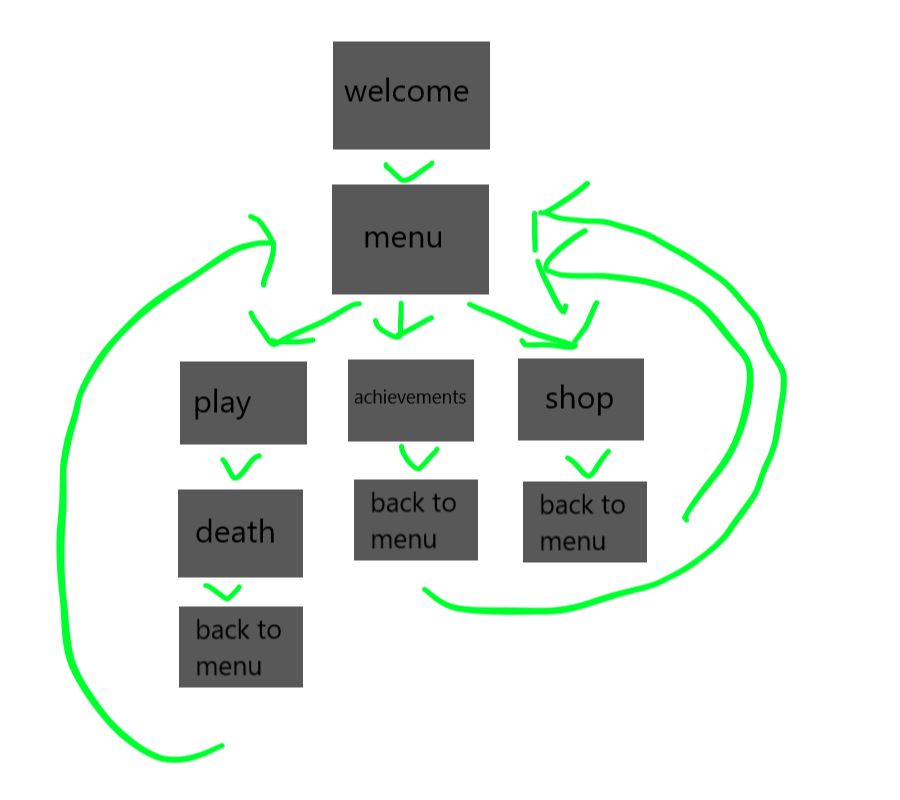 welcome
menu
play
achievements
shop
death
back to
menu
back to
menu
back to
menu